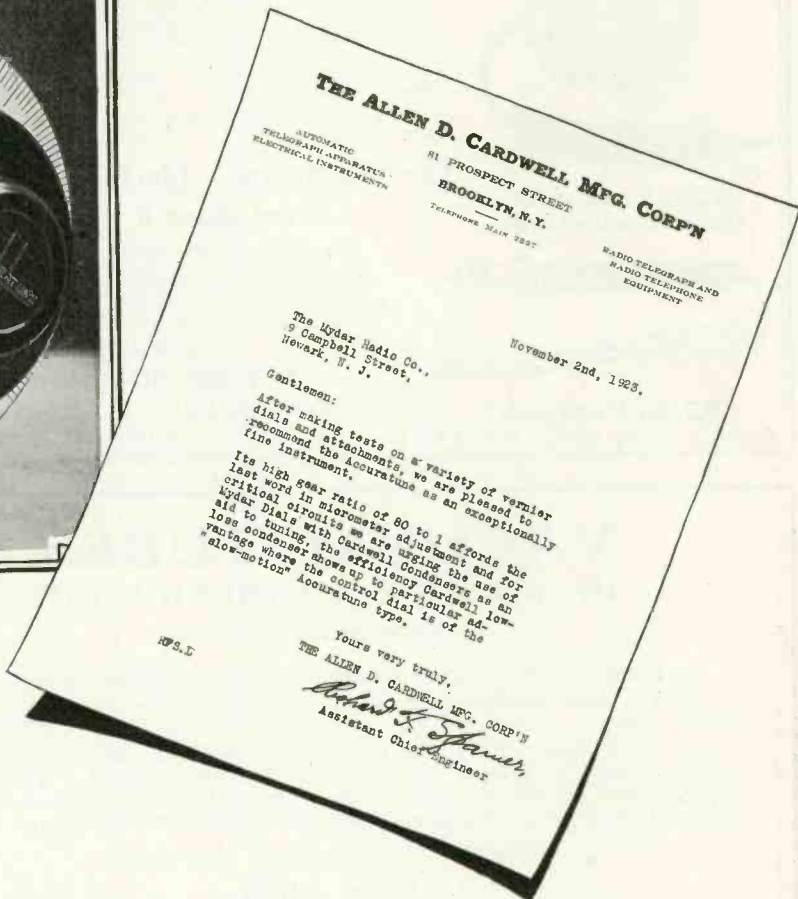 THE ALLEN D. CARDWELL MFG. CORP'N
AUTOMATIC
TELEGRAPH APPARATUS
ELECTRICAL INSTRUMENTS
81 PROSPECT STREET
BROOKLYN, N. Y.
TELEPHONE MAIN
RADIO TELEGRAPH AND
RADIO TELEPHONE
EQUIPMENT
November 2nd, 1923.
The Mydar Radio Co.,
9 Campbell Street,
Newark, N. J.
Gentlemen:
After making tests on a variety of vernier
dials and attachments, we are pleased to
recommend the Accuratune as an exceptionally
fine instrument.
Its high gear ratio of 80 to 1 affords the
last word in micrometer adjustment and for
critical circuits we are urging the use of
Mydar Dials with Cardwell Condensers as an
aid to tuning, the efficiency Cardwell low-
loss condenser shows up to particular ad-
vantage where the control dial is of the
"slow-motion" Accuratune type.
Yours very truly,
THE ALLEN D. CARDWELL MFG. CORP'N
Richard F.
Assistant Chief Engineer